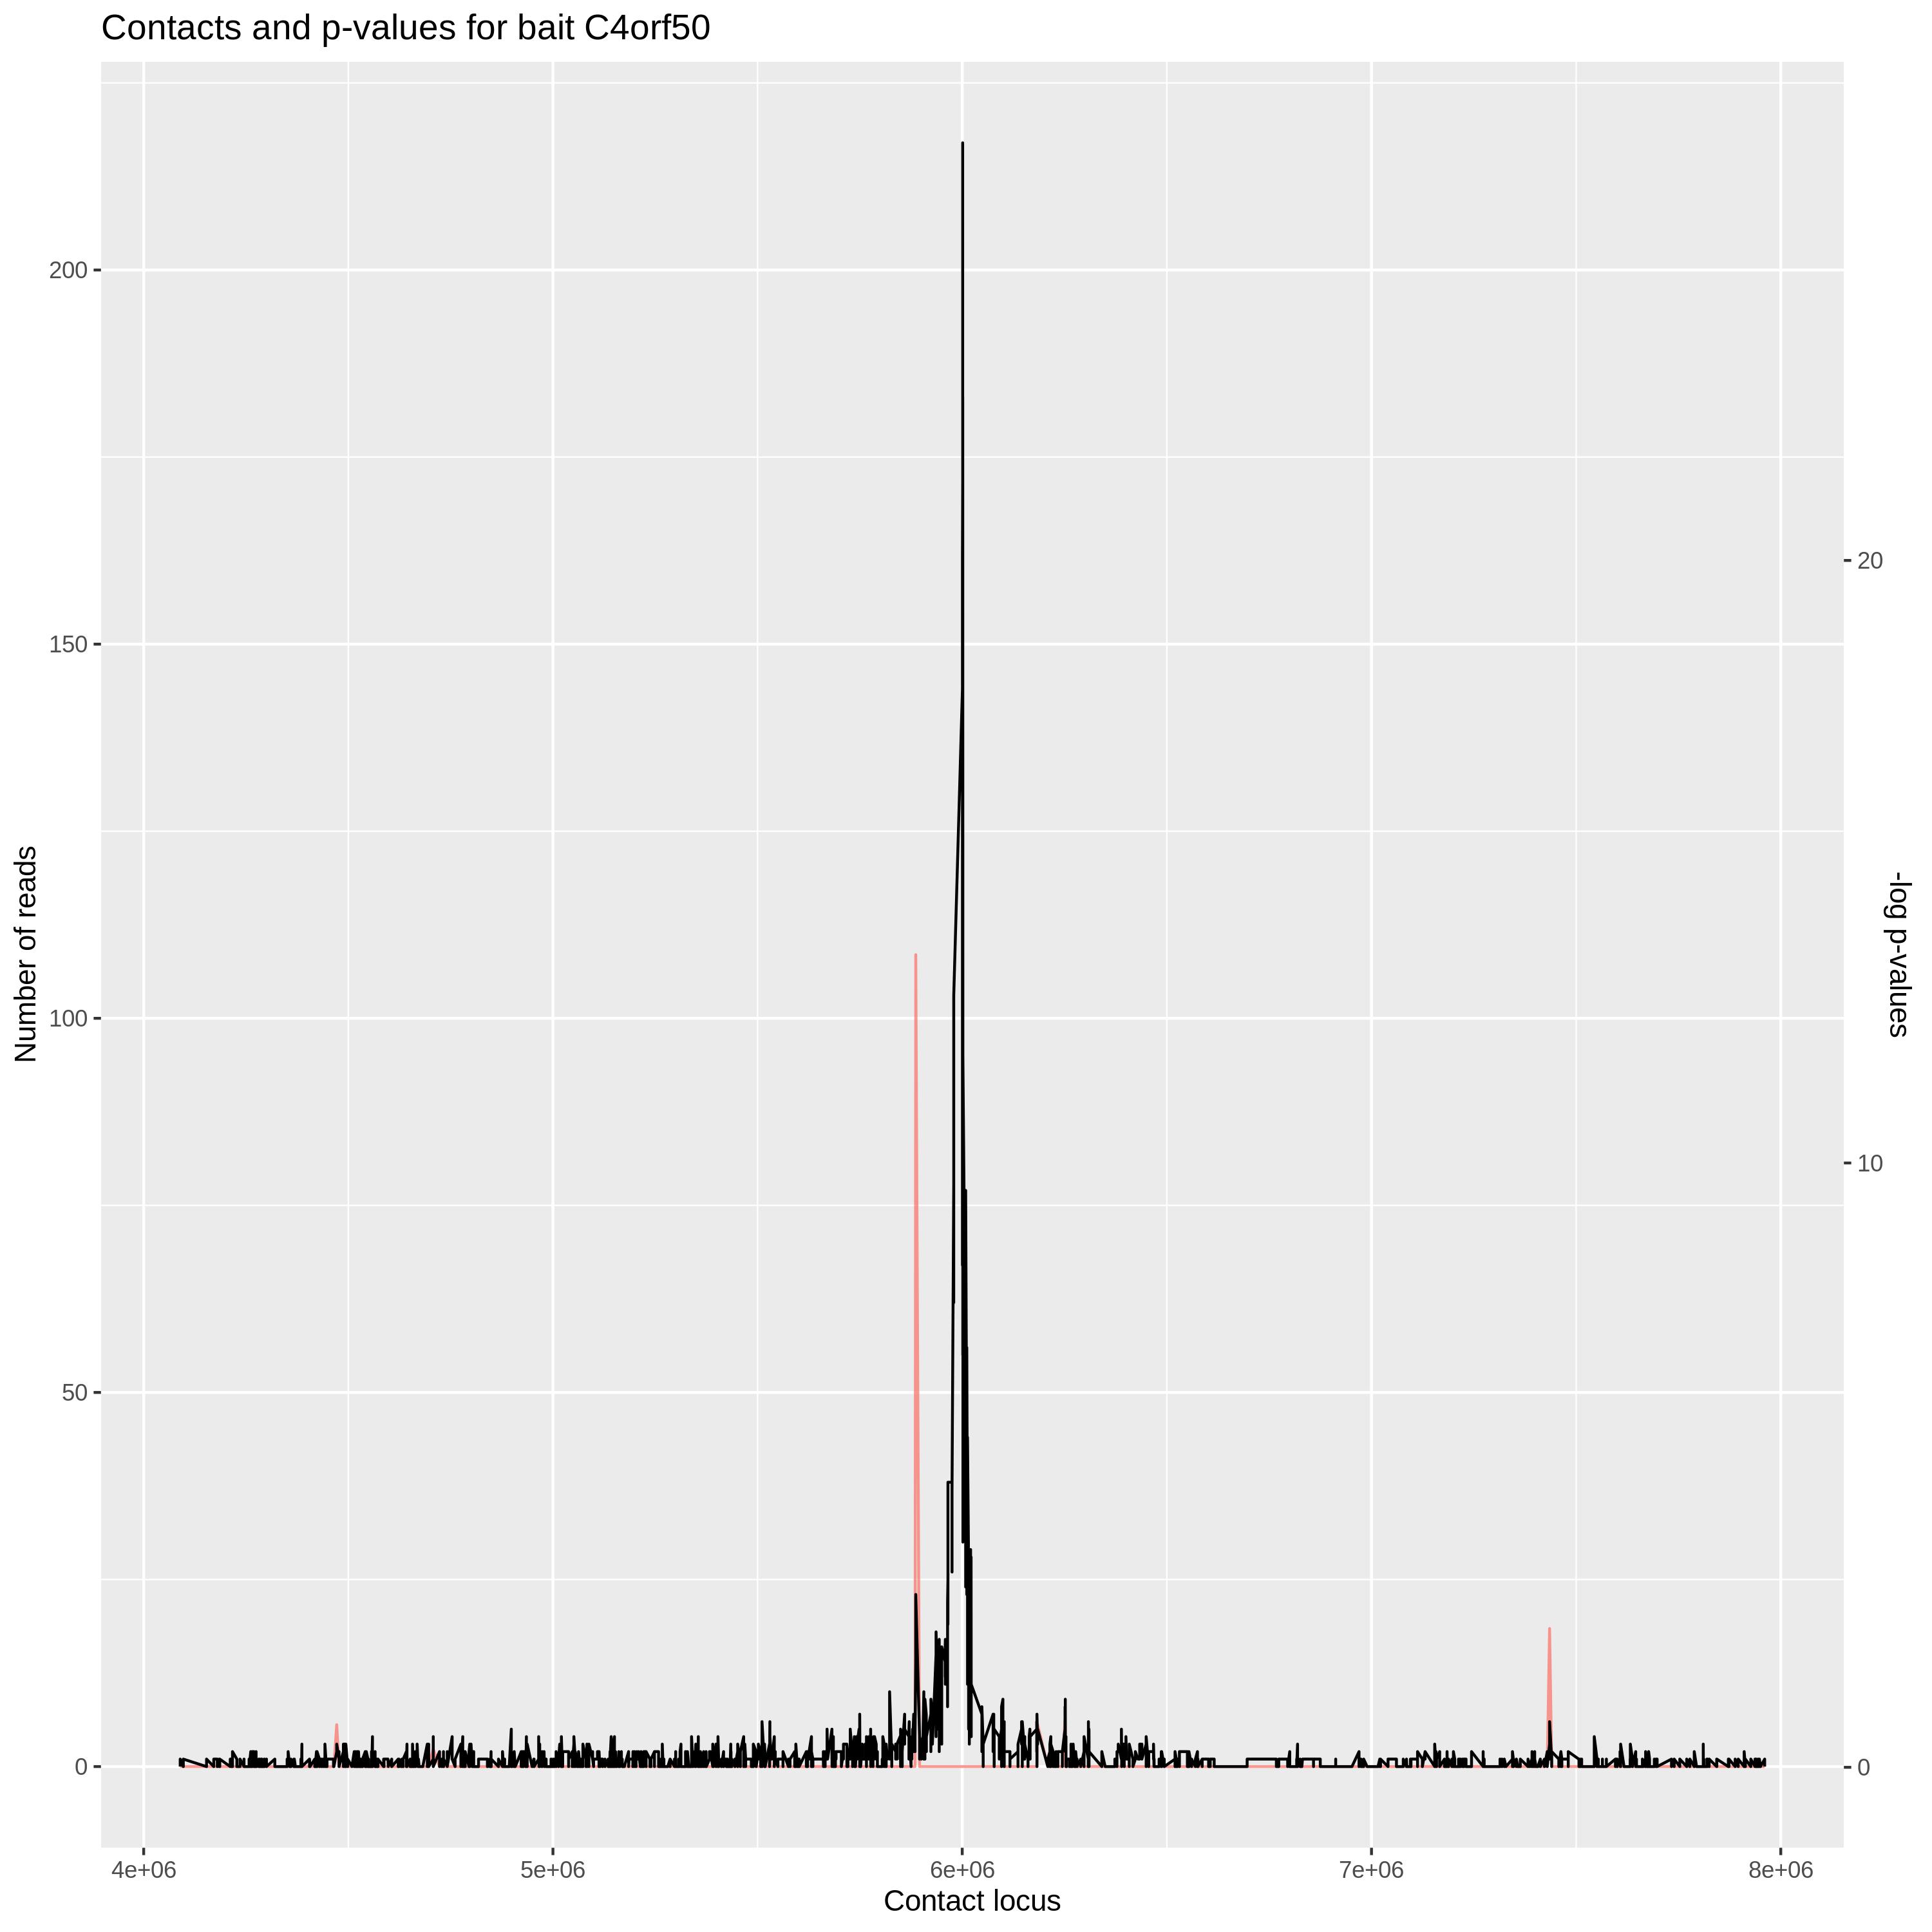 Contacts and p-values for bait C4orf50
Number of reads
200
150
100
50
0
20
10
0
-log p-values
4e+06 5e+06 6e+06 7e+06 8e+06
Contact locus